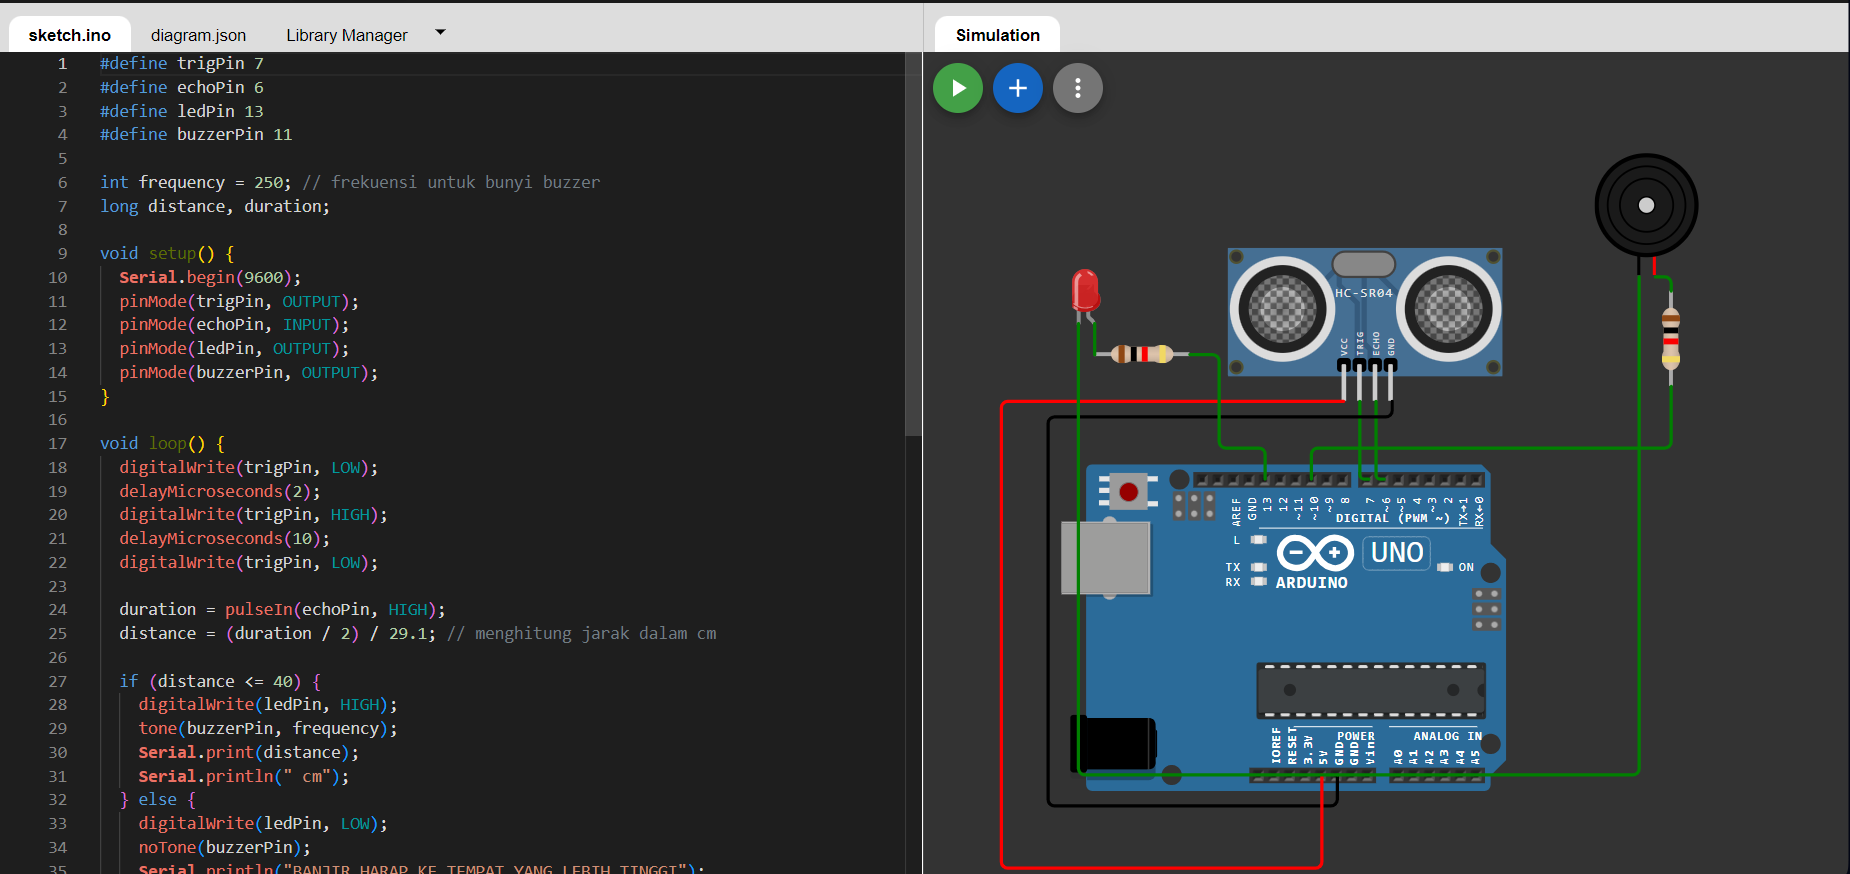 sketch.ino diagram.json Library Manager
1 #define trigPin 7
2 #define echoPin 6
3 #define ledPin 13
4 #define buzzerPin 11
5
6 int frequency = 250; // frekuensi untuk bunyi buzzer
7 long distance, duration;
8
9 void setup() {
10 Serial.begin(9600);
11 pinMode(trigPin, OUTPUT);
12 pinMode(echoPin, INPUT);
13 pinMode(ledPin, OUTPUT);
14 pinMode(buzzerPin, OUTPUT);
15 }
16
17 void loop() {
18 digitalWrite(trigPin, LOW);
19 delayMicroseconds(2);
20 digitalWrite(trigPin, HIGH);
21 delayMicroseconds(10);
22 digitalWrite(trigPin, LOW);
23
24 duration = pulseIn(echoPin, HIGH);
25 distance = (duration / 2) / 29.1; // menghitung jarak dalam cm
26
27 if (distance <= 40) {
28 digitalWrite(ledPin, HIGH);
29 tone(buzzerPin, frequency);
30 Serial.print(distance);
31 Serial.println(" cm");
32 } else {
33 digitalWrite(ledPin, LOW);
34 noTone(buzzerPin);
35 Serial.println("BANJIR HARAP KE TEMPAT YANG LEBIH TINGGI");
Simulation
HC-SR04
VCC TRIG ECHO GND
AREF GND 13 12 ~11 ~10 ~9 8 7 ~6 ~5 4 ~3 2 TX→1 RX←0
DIGITAL (PWM ~)
L
TX
RX
ARDUINO
UNO
ON
POWER ANALOG IN
IOREF RESET 3.3V 5V GND GND Vin A0 A1 A2 A3 A4 A5